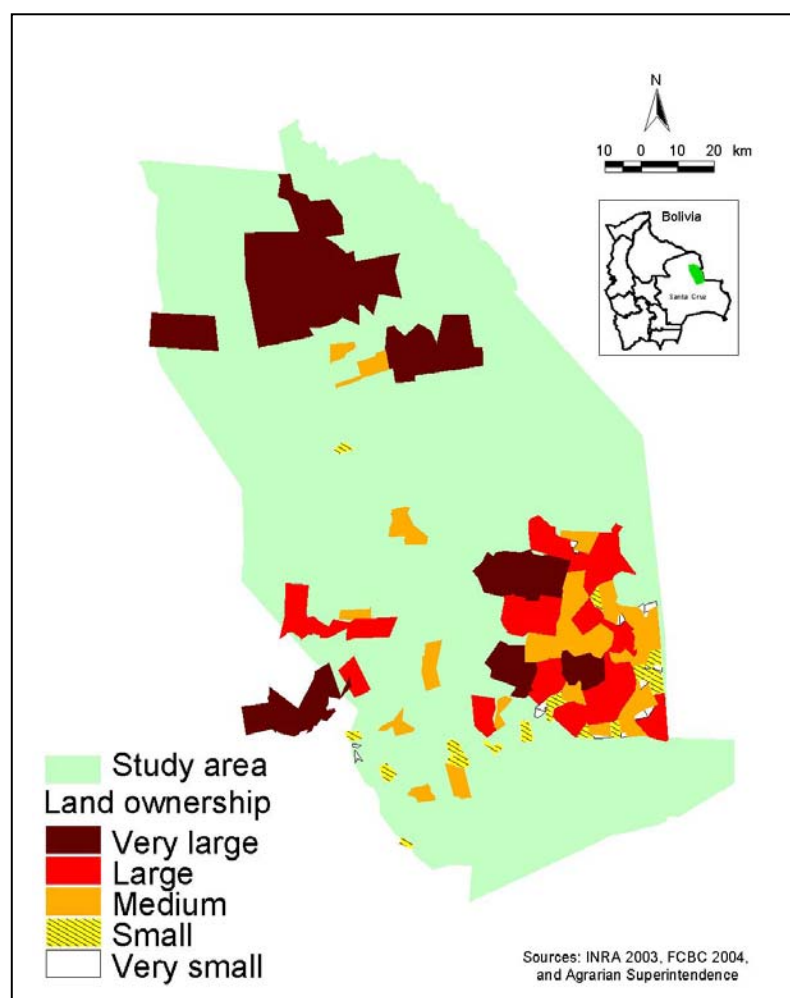 N
10 0 10 20 km
Bolivia
Santa Cruz
Study area
Land ownership
Very large
Large
Medium
Small
Very small
Sources: INRA 2003, FCBC 2004,
and Agrarian Superintendence